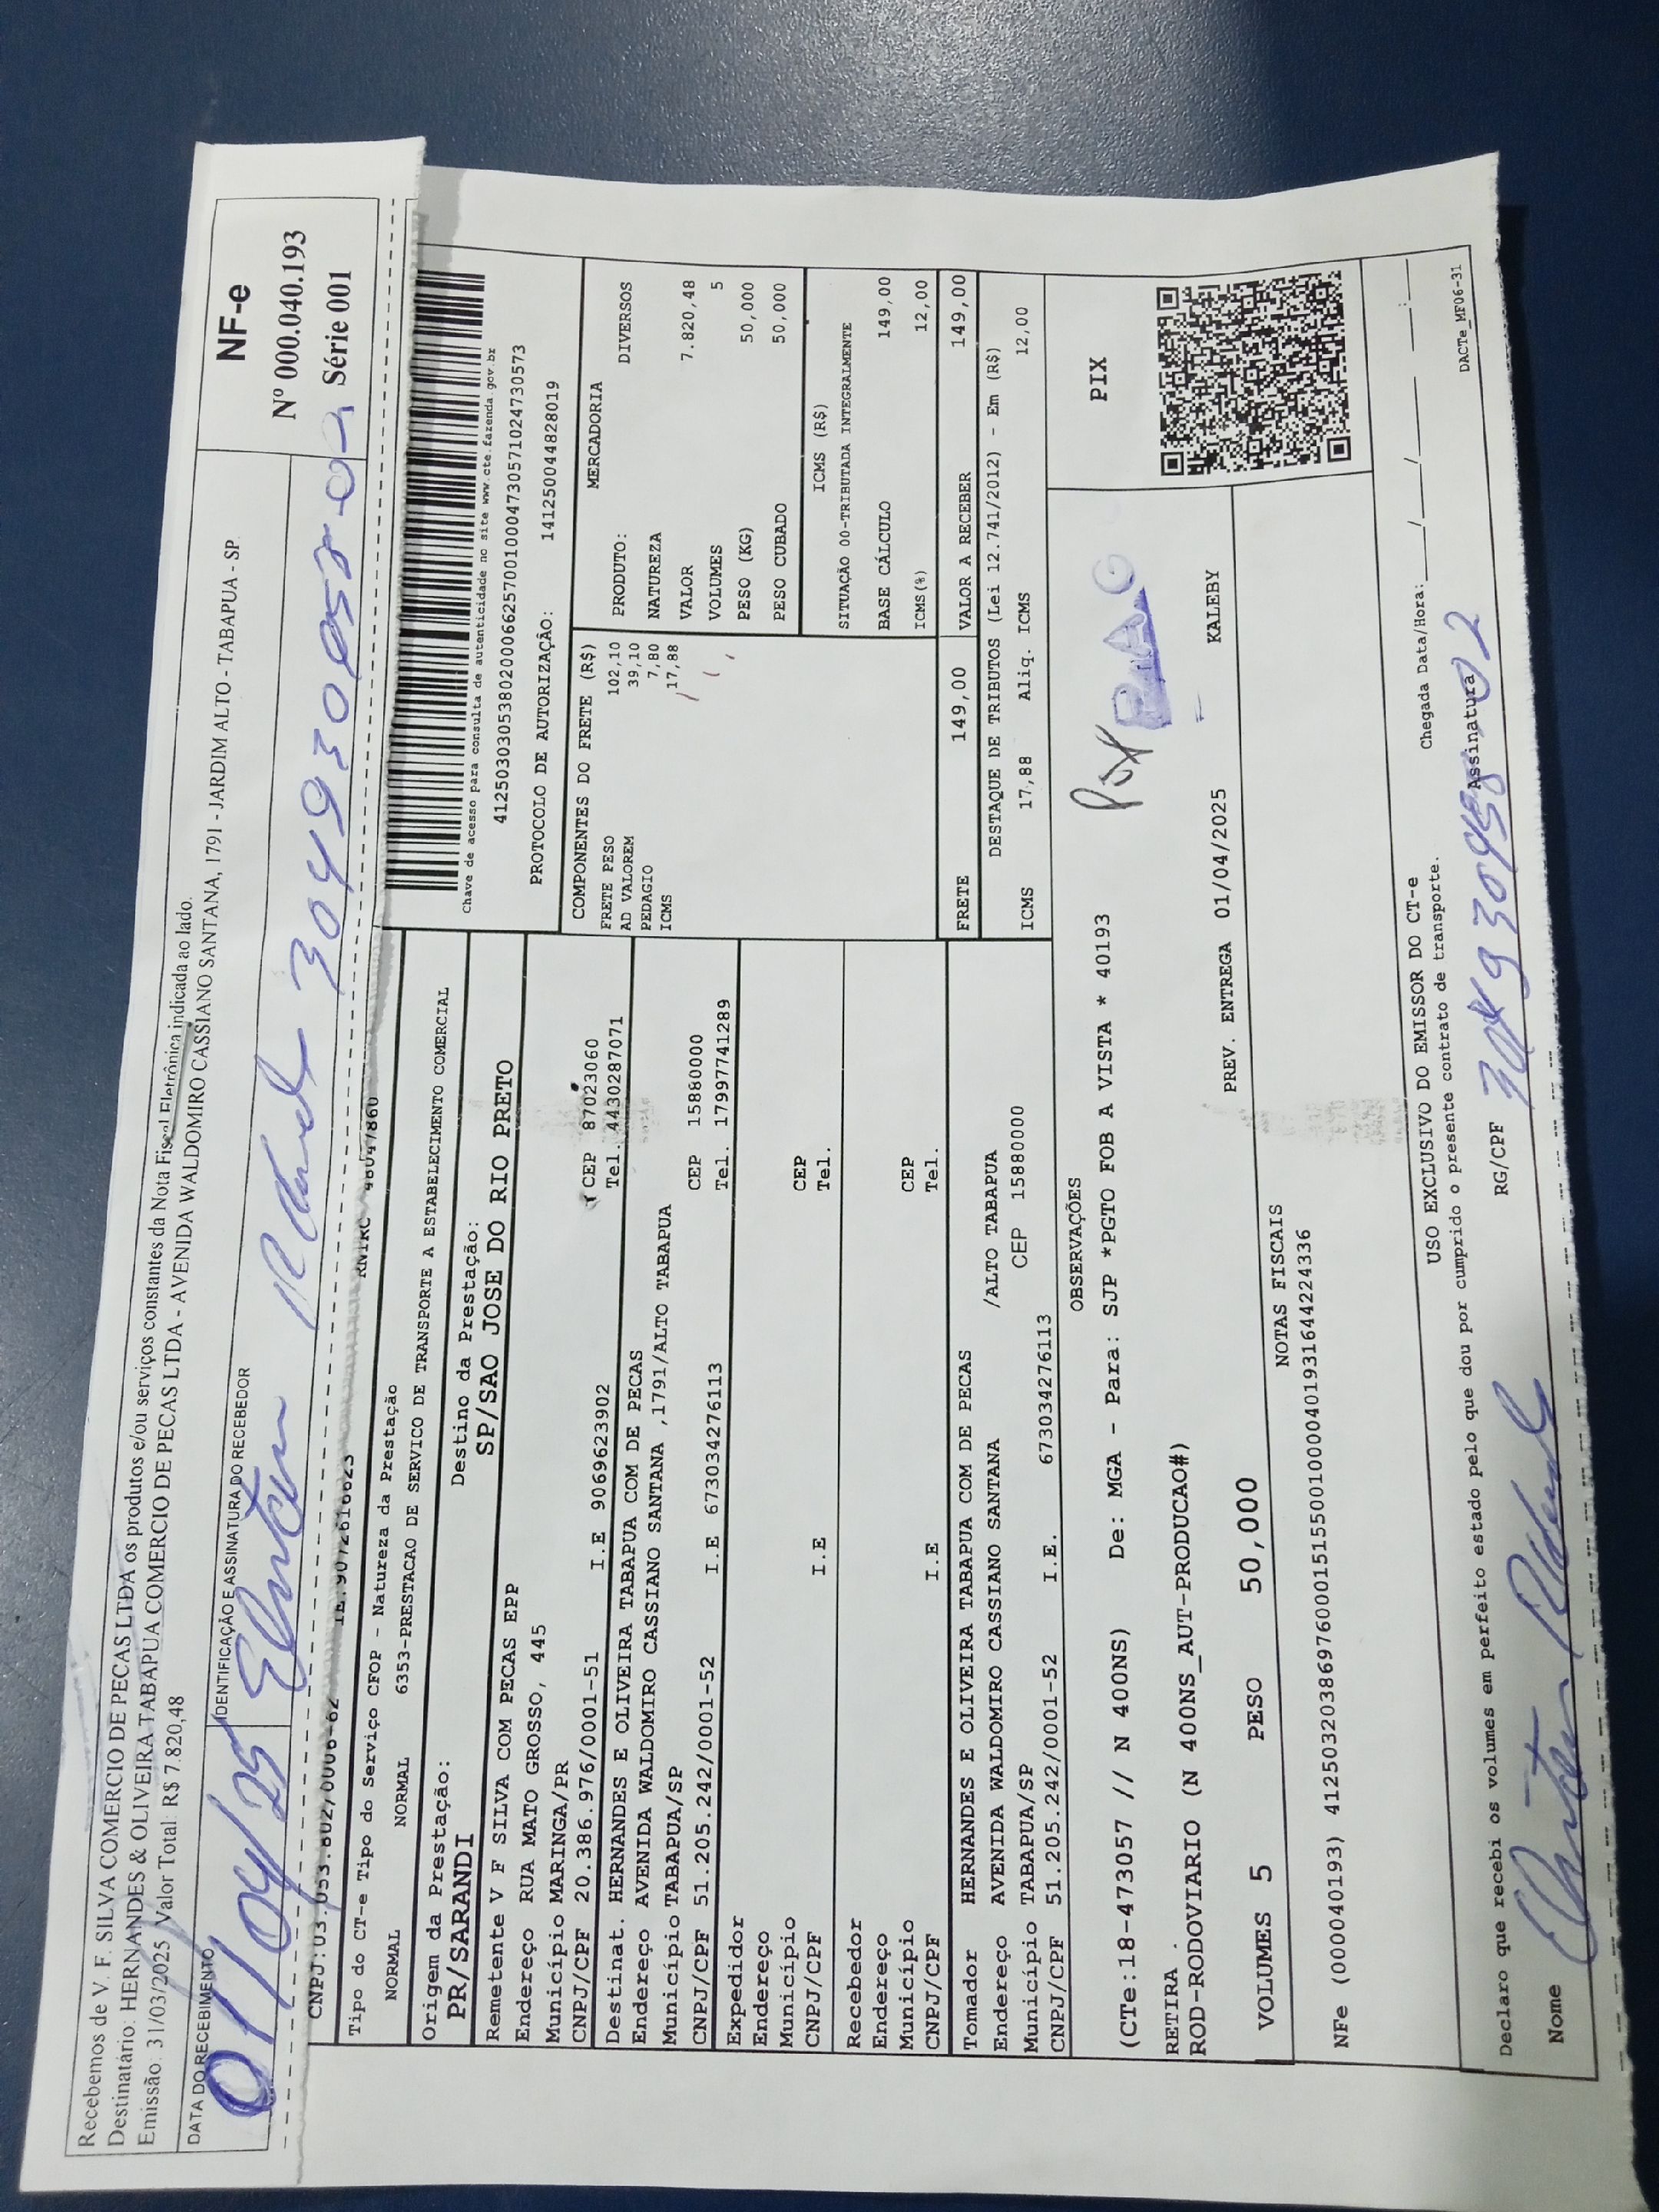 Recebemos de V. F. SILVA COMERCIO DE PECAS LTDA os produtos e/ou serviços constantes da Nota Fiscal Eletrônica indicada ao lado.
Destinatário: HERNANDES & OLIVEIRA TABAPUA COMERCIO DE PECAS LTDA - AVENIDA WALDOMIRO CASSIANO SANTANA, 1791 - JARDIM ALTO - TABAPUA - SP
Emissão: 31/03/2025 Valor Total: R$ 7.820,48
NF-e
Nº 000.040.193
Série 001
DATA DO RECEBIMENTO
01/04/25
IDENTIFICAÇÃO E ASSINATURA DO RECEBEDOR
CNPJ:03.053.802/0006-62
Tipo do CT-e Tipo do Serviço CFOP - Natureza da Prestação
NORMAL NORMAL 6353-PRESTACAO DE SERVICO DE TRANSPORTE A ESTABELECIMENTO COMERCIAL
Chave de acesso para consulta de autenticidade no site www.cte.fazenda.gov.br
41250303053802000662570010004730571024730573
PROTOCOLO DE AUTORIZAÇÃO: 141250044828019
Origem da Prestação: Destino da Prestação:
PR/SARANDI SP/SAO JOSE DO RIO PRETO
Remetente V F SILVA COM PECAS EPP
Endereço RUA MATO GROSSO, 445
Município MARINGA/PR CEP 87023060
CNPJ/CPF 20.386.976/0001-51 I.E 9069623902 Tel. 4430287071
Destinat. HERNANDES E OLIVEIRA TABAPUA COM DE PECAS
Endereço AVENIDA WALDOMIRO CASSIANO SANTANA ,1791/ALTO TABAPUA
Município TABAPUA/SP CEP 15880000
CNPJ/CPF 51.205.242/0001-52 I.E 673034276113 Tel. 17997741289
Expedidor
Endereço
Município CEP
CNPJ/CPF I.E Tel.
Recebedor
Endereço
Município CEP
CNPJ/CPF I.E Tel.
Tomador HERNANDES E OLIVEIRA TABAPUA COM DE PECAS
Endereço AVENIDA WALDOMIRO CASSIANO SANTANA /ALTO TABAPUA
Município TABAPUA/SP CEP 15880000
CNPJ/CPF 51.205.242/0001-52 I.E. 673034276113
COMPONENTES DO FRETE (R$)
FRETE PESO 102,10
AD VALOREM 39,10
PEDAGIO 7,80
ICMS 17,88
MERCADORIA
PRODUTO: DIVERSOS
NATUREZA
VALOR 7.820,48
VOLUMES 5
PESO (KG) 50,000
PESO CUBADO 50,000
ICMS (R$)
SITUAÇÃO 00-TRIBUTADA INTEGRALMENTE
BASE CÁLCULO 149,00
ICMS(%) 12,00
FRETE 149,00 VALOR A RECEBER 149,00
DESTAQUE DE TRIBUTOS (Lei 12.741/2012) - Em (R$)
ICMS 17,88 Aliq. ICMS 12,00
OBSERVAÇÕES
(CTe:18-473057 // N 400NS) De: MGA - Para: SJP *PGTO FOB A VISTA * 40193
Pix PAGO
PIX
RETIRA .
ROD-RODOVIARIO (N 400NS_AUT-PRODUCAO#)
PREV. ENTREGA 01/04/2025 KALEBY
VOLUMES 5 PESO 50,000
NOTAS FISCAIS
NFe (000040193) 41250320386976000151550010000401931644224336
USO EXCLUSIVO DO EMISSOR DO CT-e
Chegada Data/Hora:___/___/___ ___:___
Declaro que recebi os volumes em perfeito estado pelo que dou por cumprido o presente contrato de transporte.
Nome RG/CPF Assinatura
DACTe_MF06-31